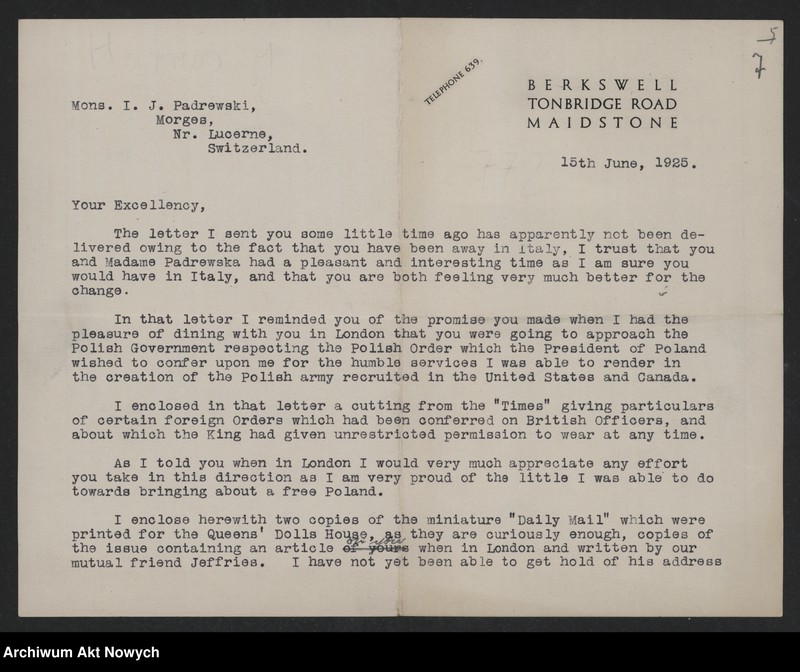 5
7
TELEPHONE 639.
BERKSWELL
TONBRIDGE ROAD
MAIDSTONE
Mons. I. J. Padrewski,
Morges,
Nr. Lucerne,
Switzerland.
15th June, 1925.
Your Excellency,
The letter I sent you some little time ago has apparently not been de-
livered owing to the fact that you have been away in Italy, I trust that you
and Madame Padrewska had a pleasant and interesting time as I am sure you
would have in Italy, and that you are both feeling very much better for the
change.
In that letter I reminded you of the promise you made when I had the
pleasure of dining with you in London that you were going to approach the
Polish Government respecting the Polish Order which the President of Poland
wished to confer upon me for the humble services I was able to render in
the creation of the Polish army recruited in the United States and Canada.
I enclosed in that letter a cutting from the "Times" giving particulars
of certain foreign Orders which had been conferred on British Officers, and
about which the King had given unrestricted permission to wear at any time.
As I told you when in London I would very much appreciate any effort
you take in this direction as I am very proud of the little I was able to do
towards bringing about a free Poland.
I enclose herewith two copies of the miniature "Daily Mail" which were
printed for the Queens' Dolls House, as they are curiously enough, copies of
on you
the issue containing an article of yours when in London and written by our
mutual friend Jeffries. I have not yet been able to get hold of his address
Archiwum Akt Nowych